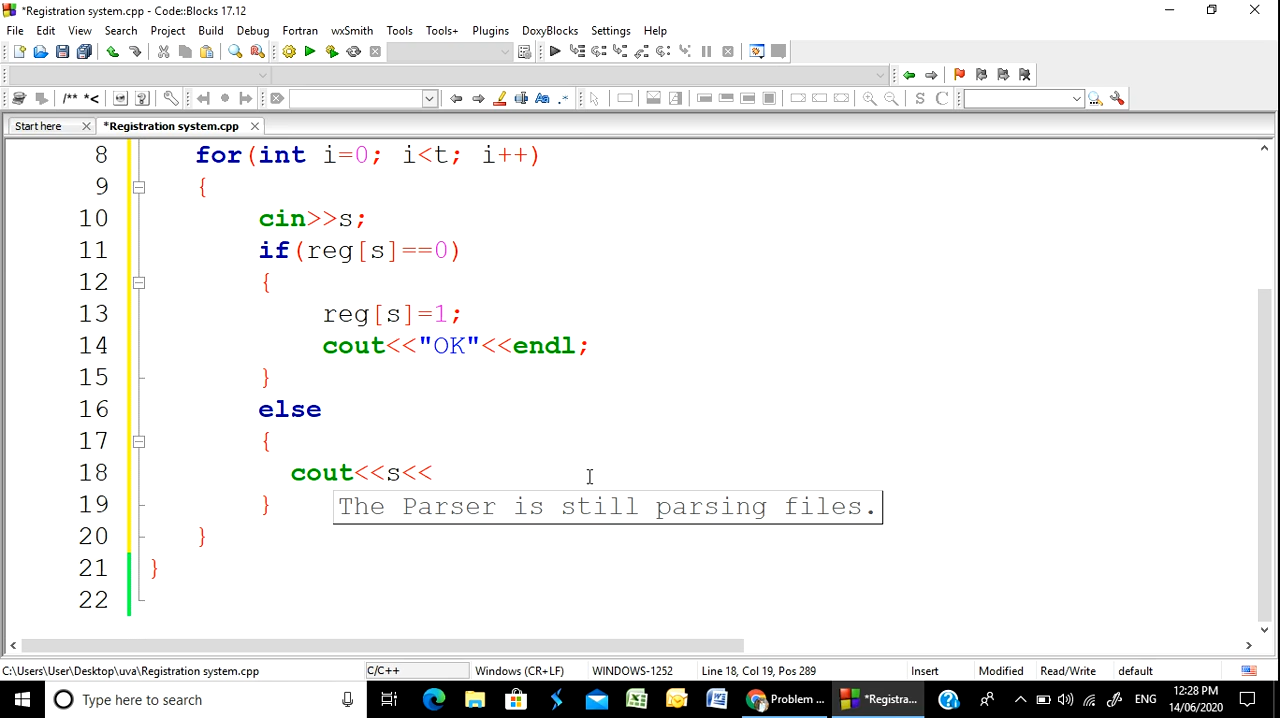 *Registration system.cpp - Code::Blocks 17.12
File Edit View Search Project Build Debug Fortran wxSmith Tools Tools+ Plugins DoxyBlocks Settings Help
/** *< Aa .* S C
Start here *Registration system.cpp
8 for(int i=0; i<t; i++)
9 {
10 cin>>s;
11 if(reg[s]==0)
12 {
13 reg[s]=1;
14 cout<<"OK"<<endl;
15 }
16 else
17 {
18 cout<<s<<
19 }
The Parser is still parsing files.
20 }
21 }
22
C:\Users\User\Desktop\uva\Registration system.cpp C/C++ Windows (CR+LF) WINDOWS-1252 Line 18, Col 19, Pos 289 Insert Modified Read/Write default
Type here to search Problem ... *Registra... ENG 12:28 PM
14/06/2020